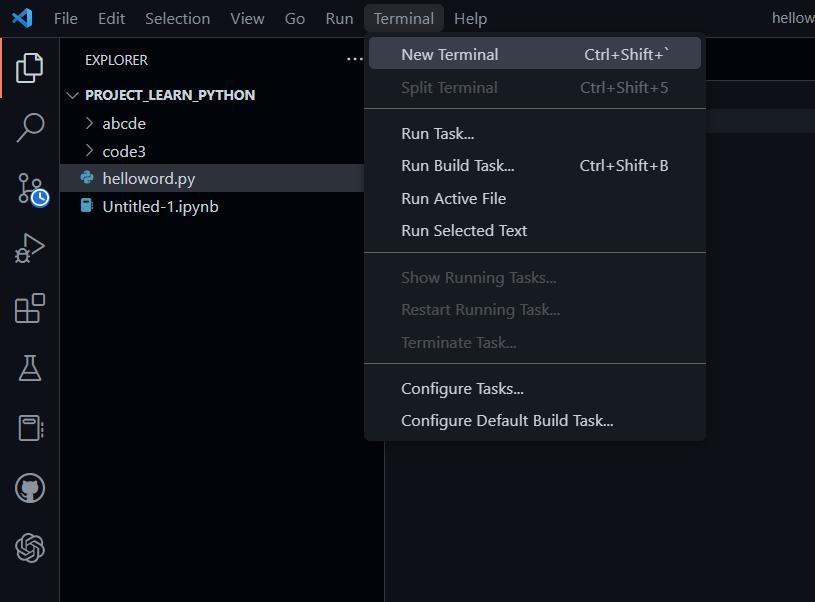 File Edit Selection View Go Run Terminal Help hellow
EXPLORER ...
PROJECT_LEARN_PYTHON
abcde
code3
helloword.py
Untitled-1.ipynb
New Terminal Ctrl+Shift+`
Split Terminal Ctrl+Shift+5
Run Task...
Run Build Task... Ctrl+Shift+B
Run Active File
Run Selected Text
Show Running Tasks...
Restart Running Task...
Terminate Task...
Configure Tasks...
Configure Default Build Task...